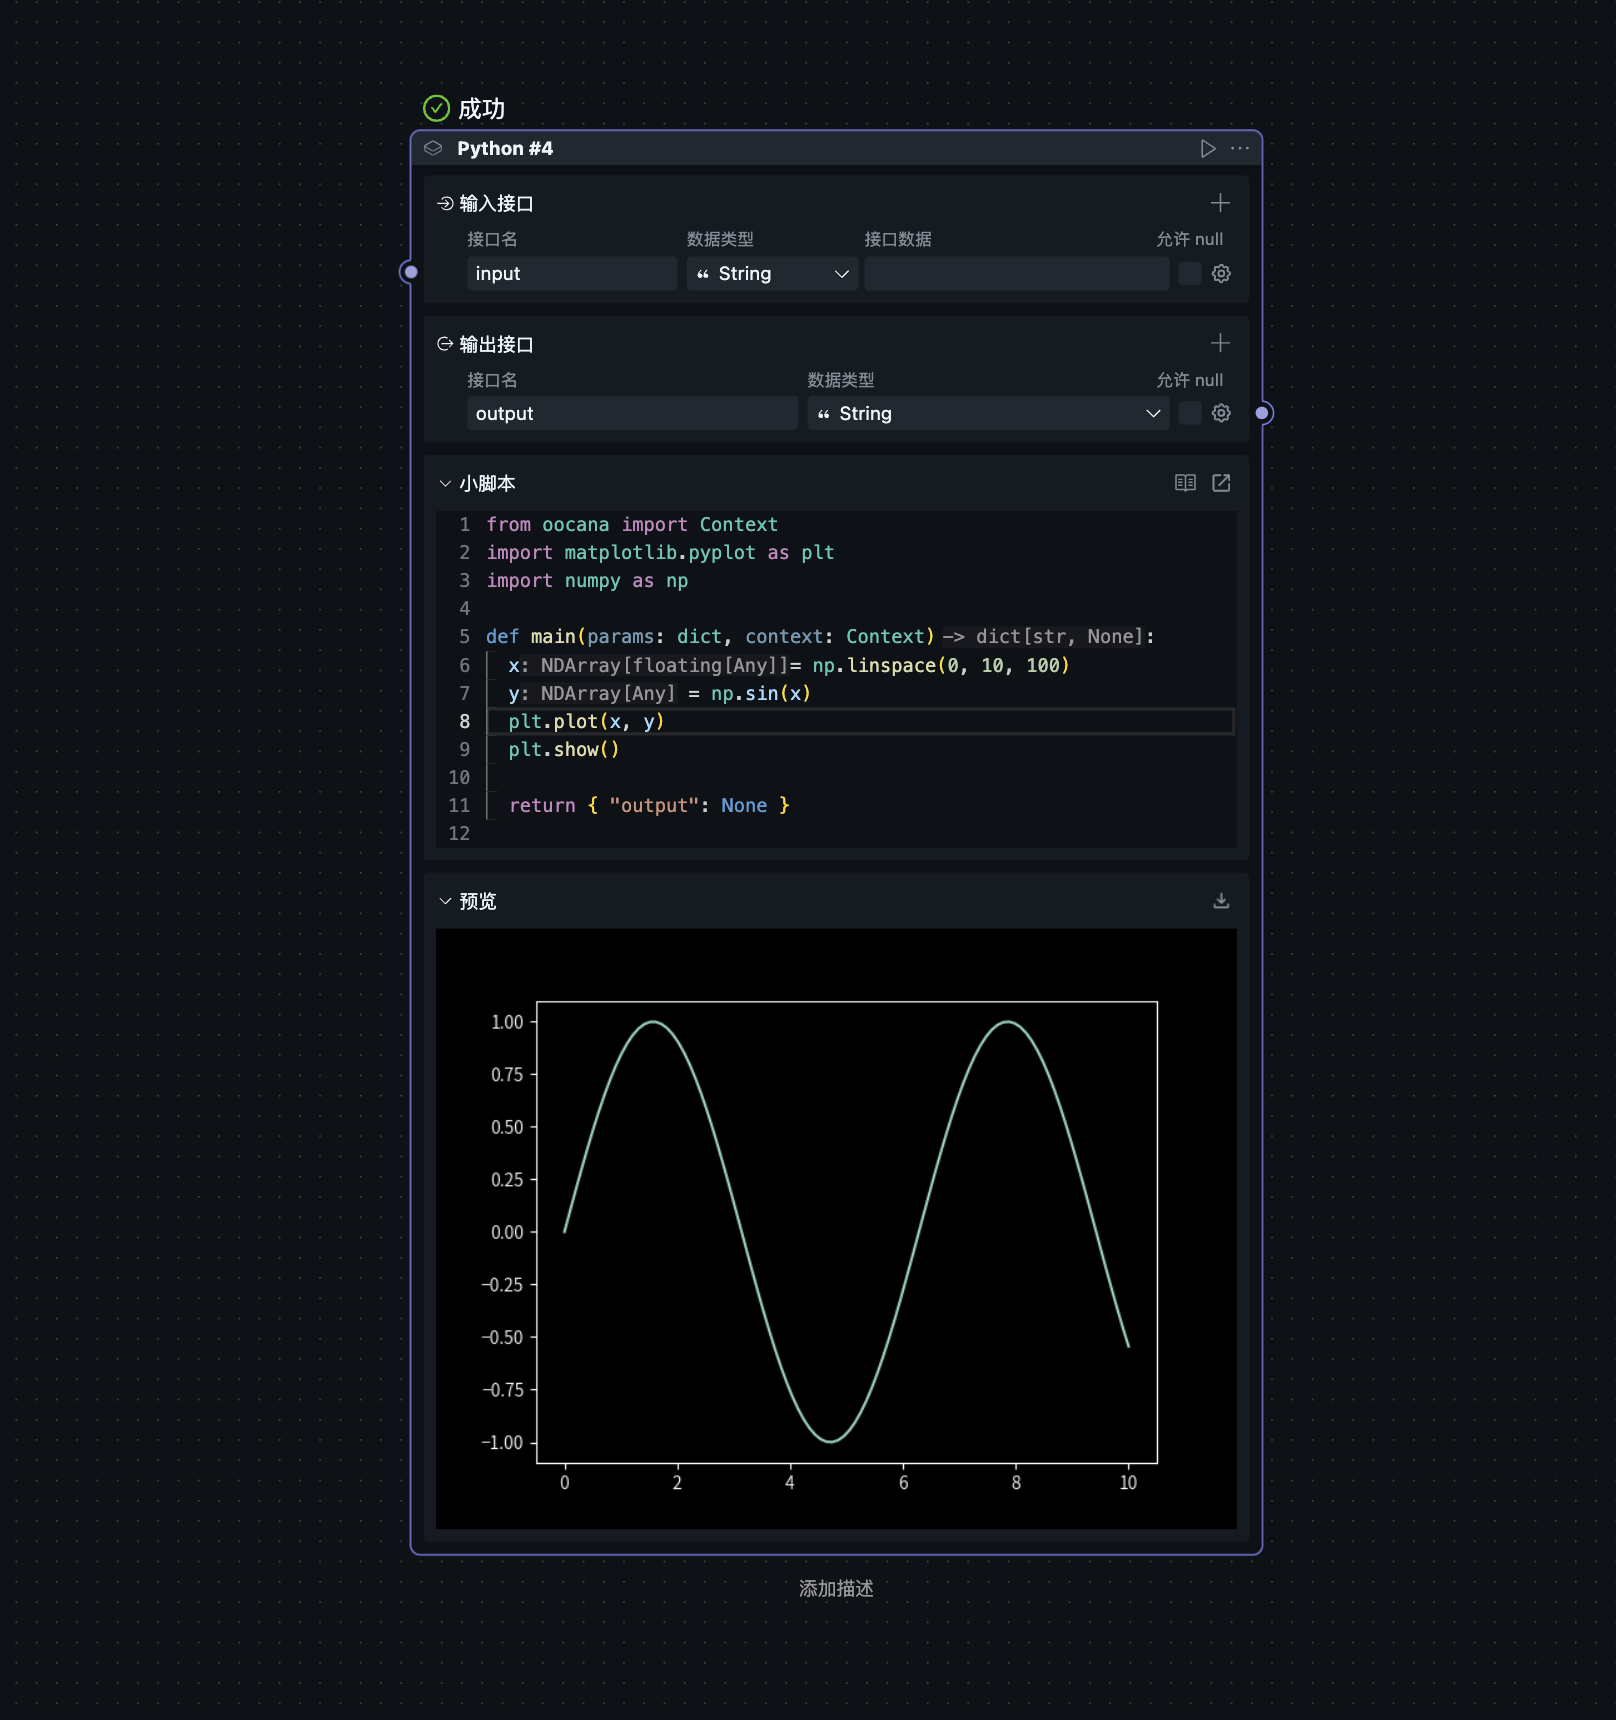 成功
Python #4
输入接口
接口名 数据类型 接口数据 允许 null
input “ String
输出接口
接口名 数据类型 允许 null
output “ String
小脚本
1 from oocana import Context
2 import matplotlib.pyplot as plt
3 import numpy as np
4
5 def main(params: dict, context: Context) -> dict[str, None]:
6 x: NDArray[floating[Any]]= np.linspace(0, 10, 100)
7 y: NDArray[Any] = np.sin(x)
8 plt.plot(x, y)
9 plt.show()
10
11 return { "output": None }
12
预览
1.00
0.75
0.50
0.25
0.00
−0.25
−0.50
−0.75
−1.00
0 2 4 6 8 10
添加描述